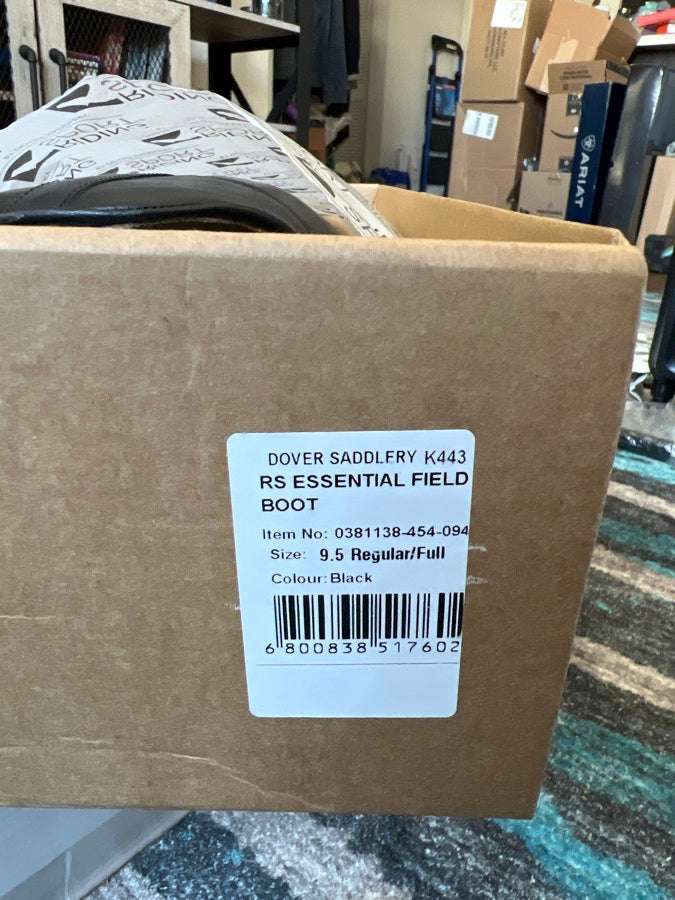 DOVER SADDLERY K443
RS ESSENTIAL FIELD
BOOT
Item No: 0381138-454-094
Size: 9.5 Regular/Full
Colour: Black
6 800838 517602
ARIAT